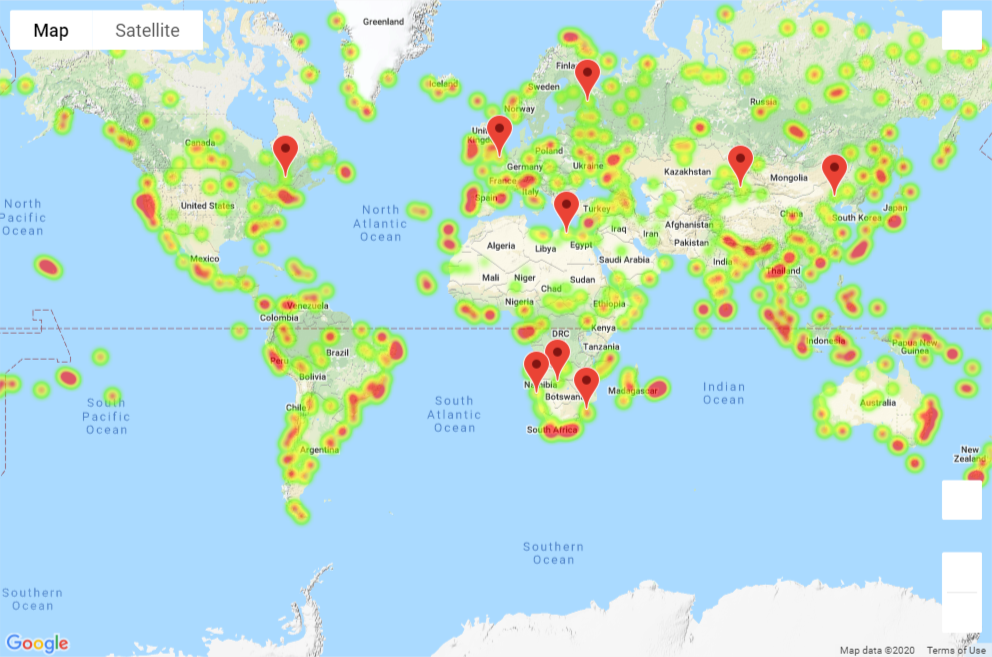 Map
Satellite
Greenland
Iceland
Finla
Sweden
Norway
Russia
Canada
Unit
Kingdom
Poland
Germany
Ukraine
Kazakhstan
Mongolia
France
Italy
Spain
United States
North
Pacific
Ocean
North
Atlantic
Ocean
Turkey
China
South Korea
Japan
Iraq
Iran
Afghanistan
Pakistan
Algeria
Libya
Egypt
Saudi Arabia
India
Thailand
Mexico
Mali
Niger
Chad
Sudan
Nigeria
Ethiopia
Venezuela
Colombia
DRC
Kenya
Tanzania
Indonesia
Papua New
Guinea
Peru
Brazil
Bolivia
Namibia
Botswana
Madagascar
South
Pacific
Ocean
South
Atlantic
Ocean
Indian
Ocean
Australia
Chile
Argentina
South Africa
New
Zealand
Southern
Ocean
Southern
Ocean
Google
Map data ©2020
Terms of Use